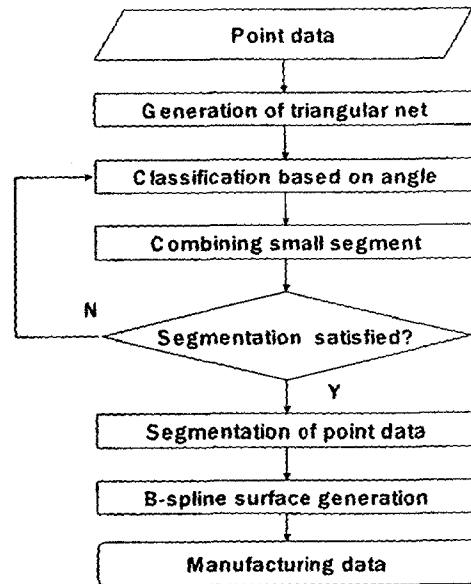 Point data
Generation of triangular net
Classification based on angle
Combining small segment
N
Segmentation satisfied?
Y
Segmentation of point data
B-spline surface generation
Manufacturing data